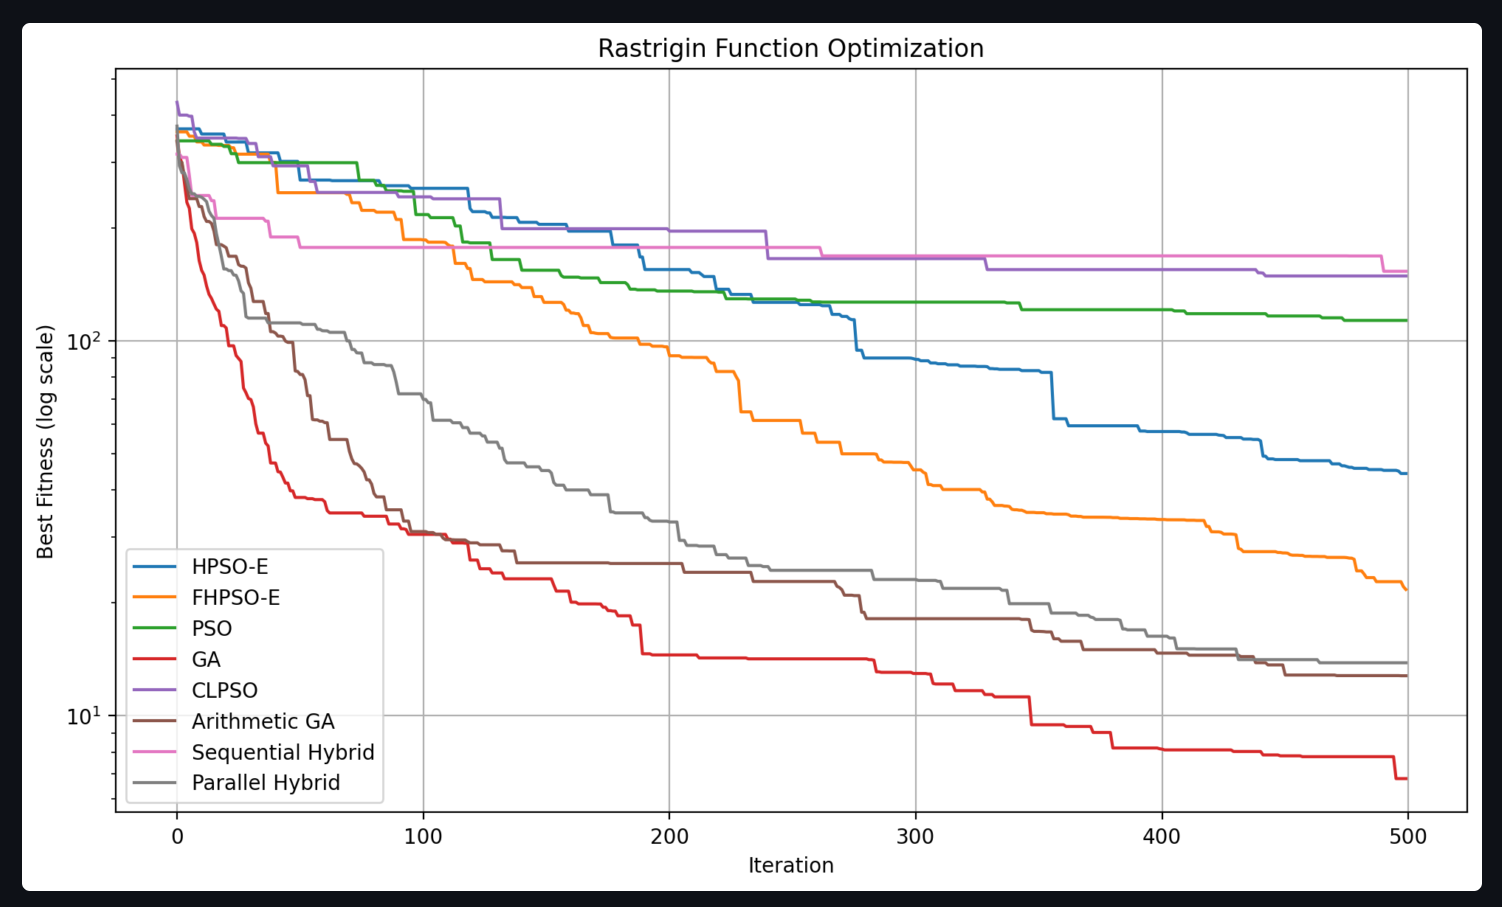 Rastrigin Function Optimization
Best Fitness (log scale)
10²
10¹
HPSO-E
FHPSO-E
PSO
GA
CLPSO
Arithmetic GA
Sequential Hybrid
Parallel Hybrid
0 100 200 300 400 500
Iteration